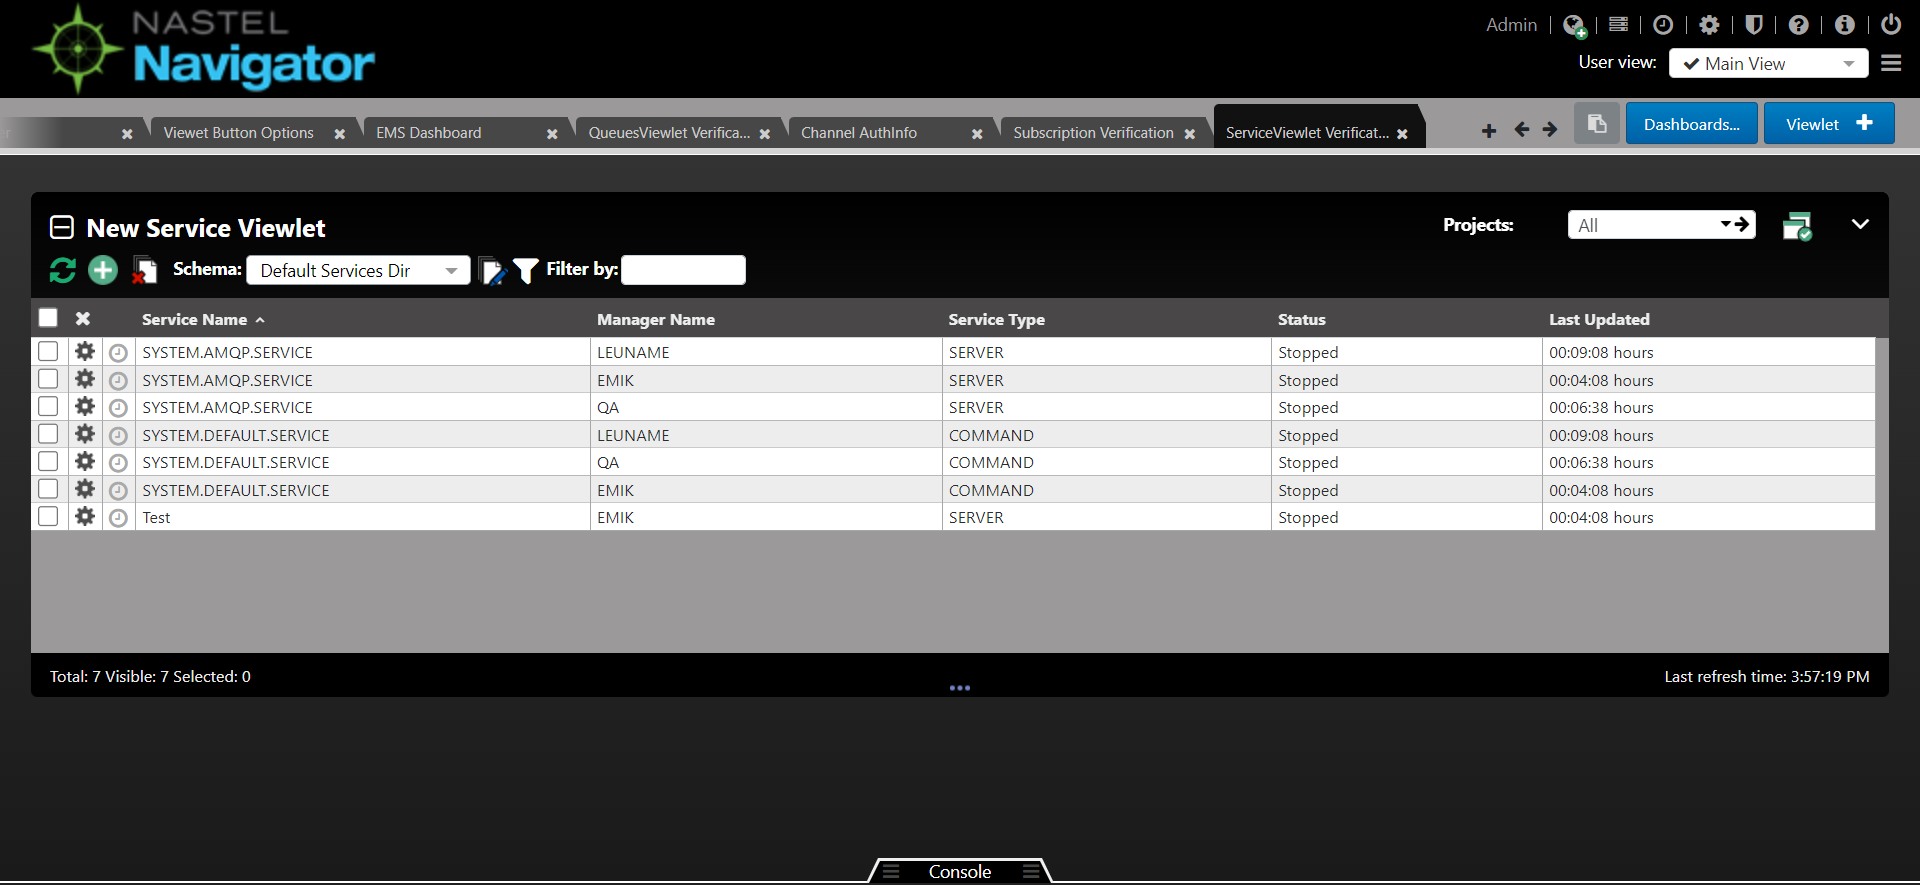 NASTEL
Navigator
Admin
User view: Main View
Viewet Button Options
EMS Dashboard
QueuesViewlet Verifica...
Channel AuthInfo
Subscription Verification
ServiceViewlet Verificat...
Dashboards...
Viewlet
New Service Viewlet
Projects: All
Schema: Default Services Dir Filter by:
Service Name Manager Name Service Type Status Last Updated
SYSTEM.AMQP.SERVICE LEUNAME SERVER Stopped 00:09:08 hours
SYSTEM.AMQP.SERVICE EMIK SERVER Stopped 00:04:08 hours
SYSTEM.AMQP.SERVICE QA SERVER Stopped 00:06:38 hours
SYSTEM.DEFAULT.SERVICE LEUNAME COMMAND Stopped 00:09:08 hours
SYSTEM.DEFAULT.SERVICE QA COMMAND Stopped 00:06:38 hours
SYSTEM.DEFAULT.SERVICE EMIK COMMAND Stopped 00:04:08 hours
Test EMIK SERVER Stopped 00:04:08 hours
Total: 7 Visible: 7 Selected: 0
Last refresh time: 3:57:19 PM
Console